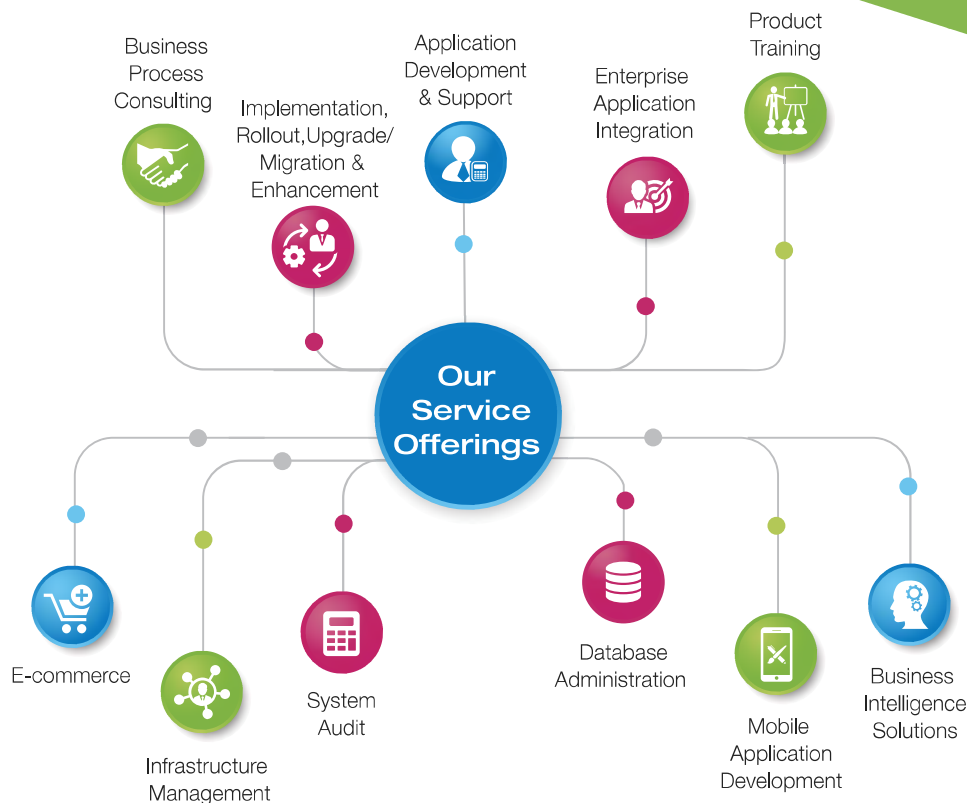 Business
Process
Consulting
Implementation,
Rollout,Upgrade/
Migration &
Enhancement
Application
Development
& Support
Enterprise
Application
Integration
Product
Training
Our
Service
Offerings
E-commerce
Infrastructure
Management
System
Audit
Database
Administration
Mobile
Application
Development
Business
Intelligence
Solutions